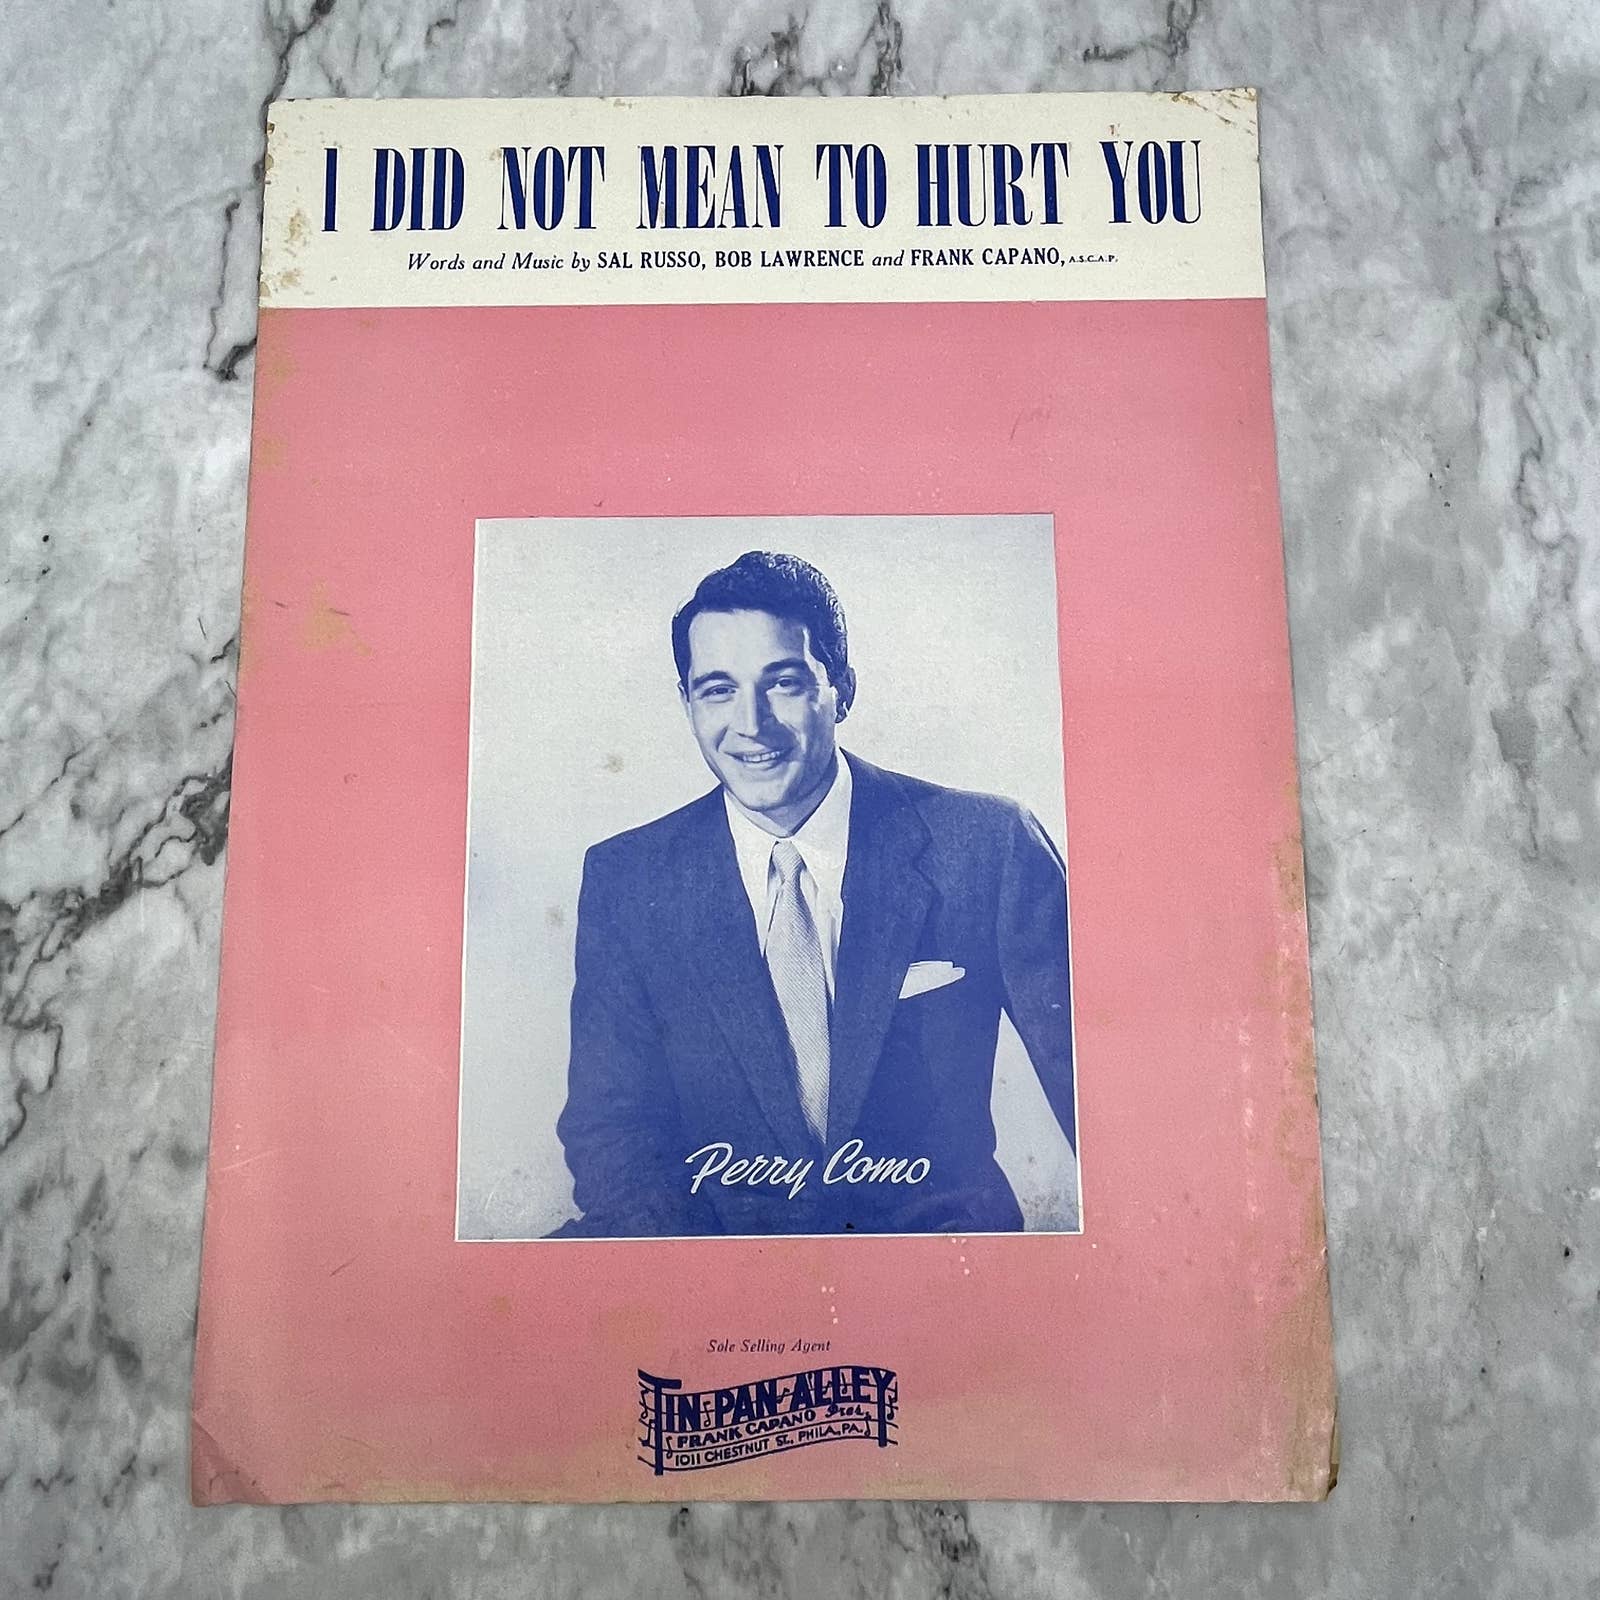 I DID NOT MEAN TO HURT YOU
Words and Music by SAL RUSSO, BOB LAWRENCE and FRANK CAPANO, A.S.C.A.P.
Perry Como
Sole Selling Agent
TIN PAN ALLEY
FRANK CAPANO Pres.
1011 CHESTNUT ST., PHILA., PA.